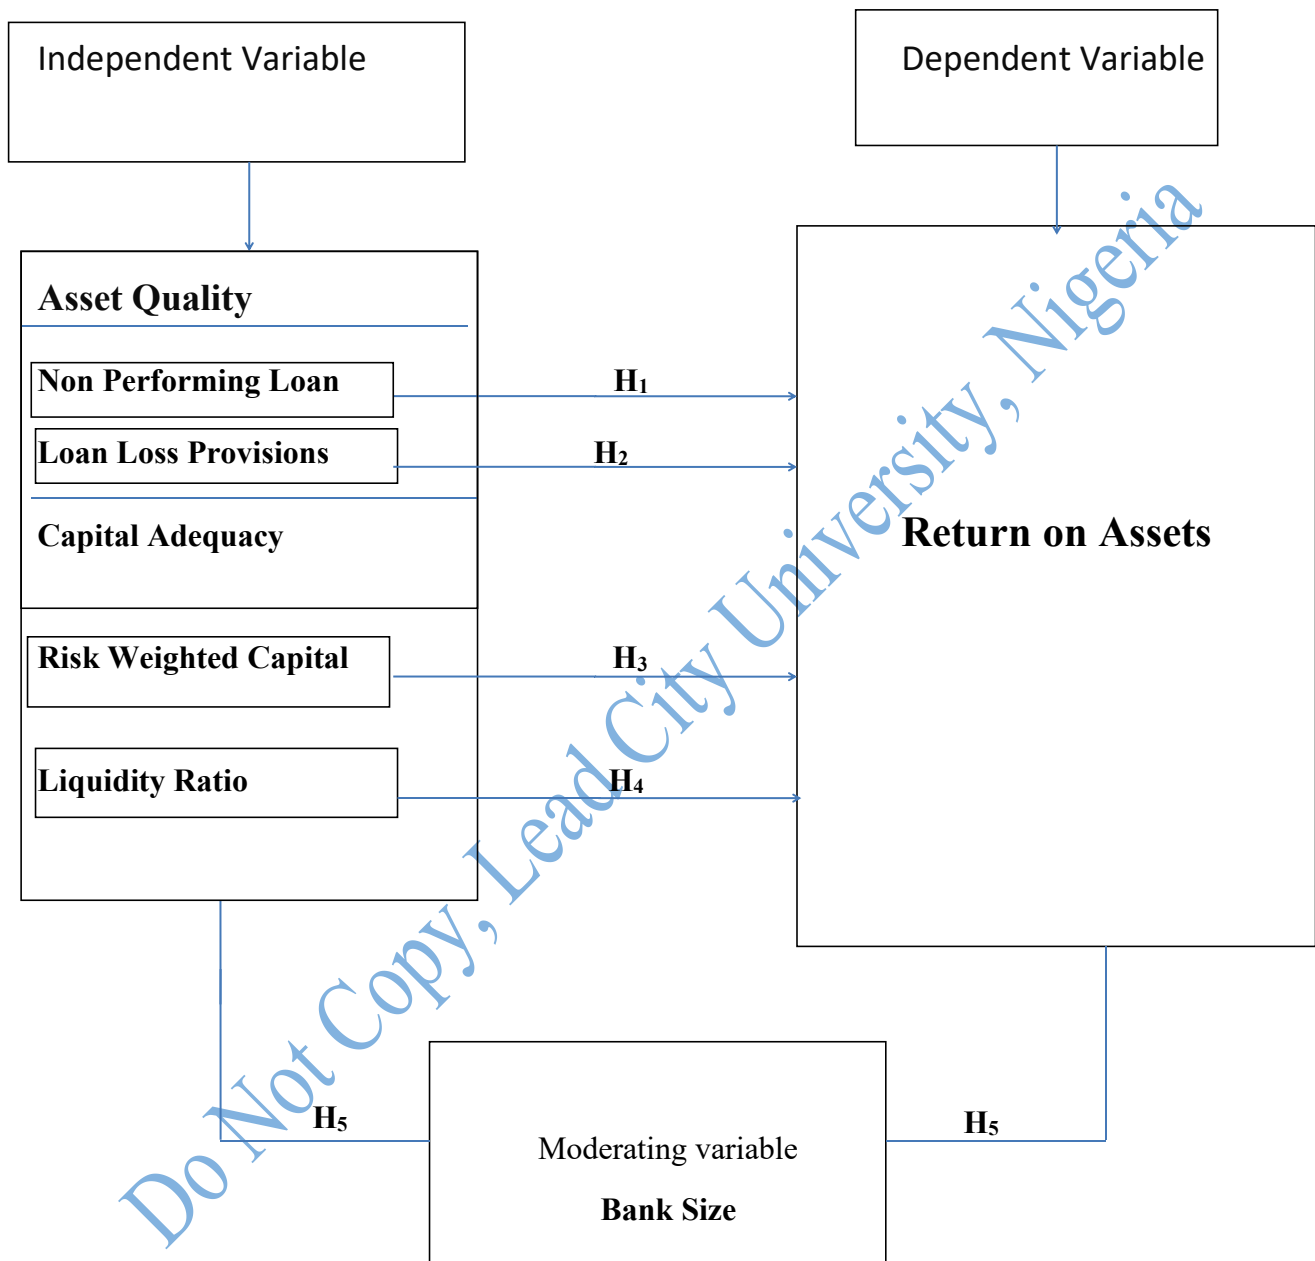 Independent Variable
Dependent Variable
Asset Quality
Non Performing Loan
H₁
Loan Loss Provisions
H₂
Capital Adequacy
Return on Assets
Risk Weighted Capital
H₃
Liquidity Ratio
H₄
H₅
H₅
Moderating variable
Bank Size
Do Not Copy, Lead City University, Nigeria